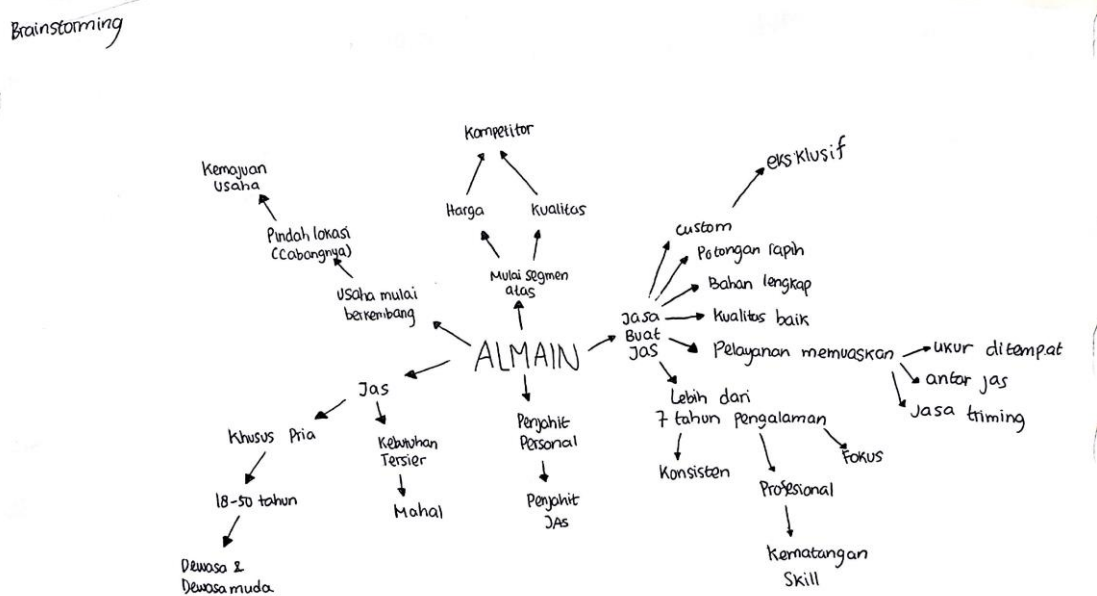 Brainstorming
Kompetitor
Harga
Kualitas
Mulai segmen
atas
Kemajuan
Usaha
Pindah lokasi
(Cabangnya)
Usaha mulai
berkembang
ALMAIN
Jasa
Buat
JAS
custom
eksklusif
Potongan rapih
Bahan lengkap
Kualitas baik
Pelayanan memuaskan
ukur ditempat
antar jas
Jasa triming
Lebih dari
7 tahun pengalaman
Konsisten
Profesional
Kematangan
Skill
Fokus
Penjahit
Personal
Penjahit
JAS
Jas
Khusus Pria
18-50 tahun
Dewasa &
Dewasa muda
Kebutuhan
Tersier
Mahal